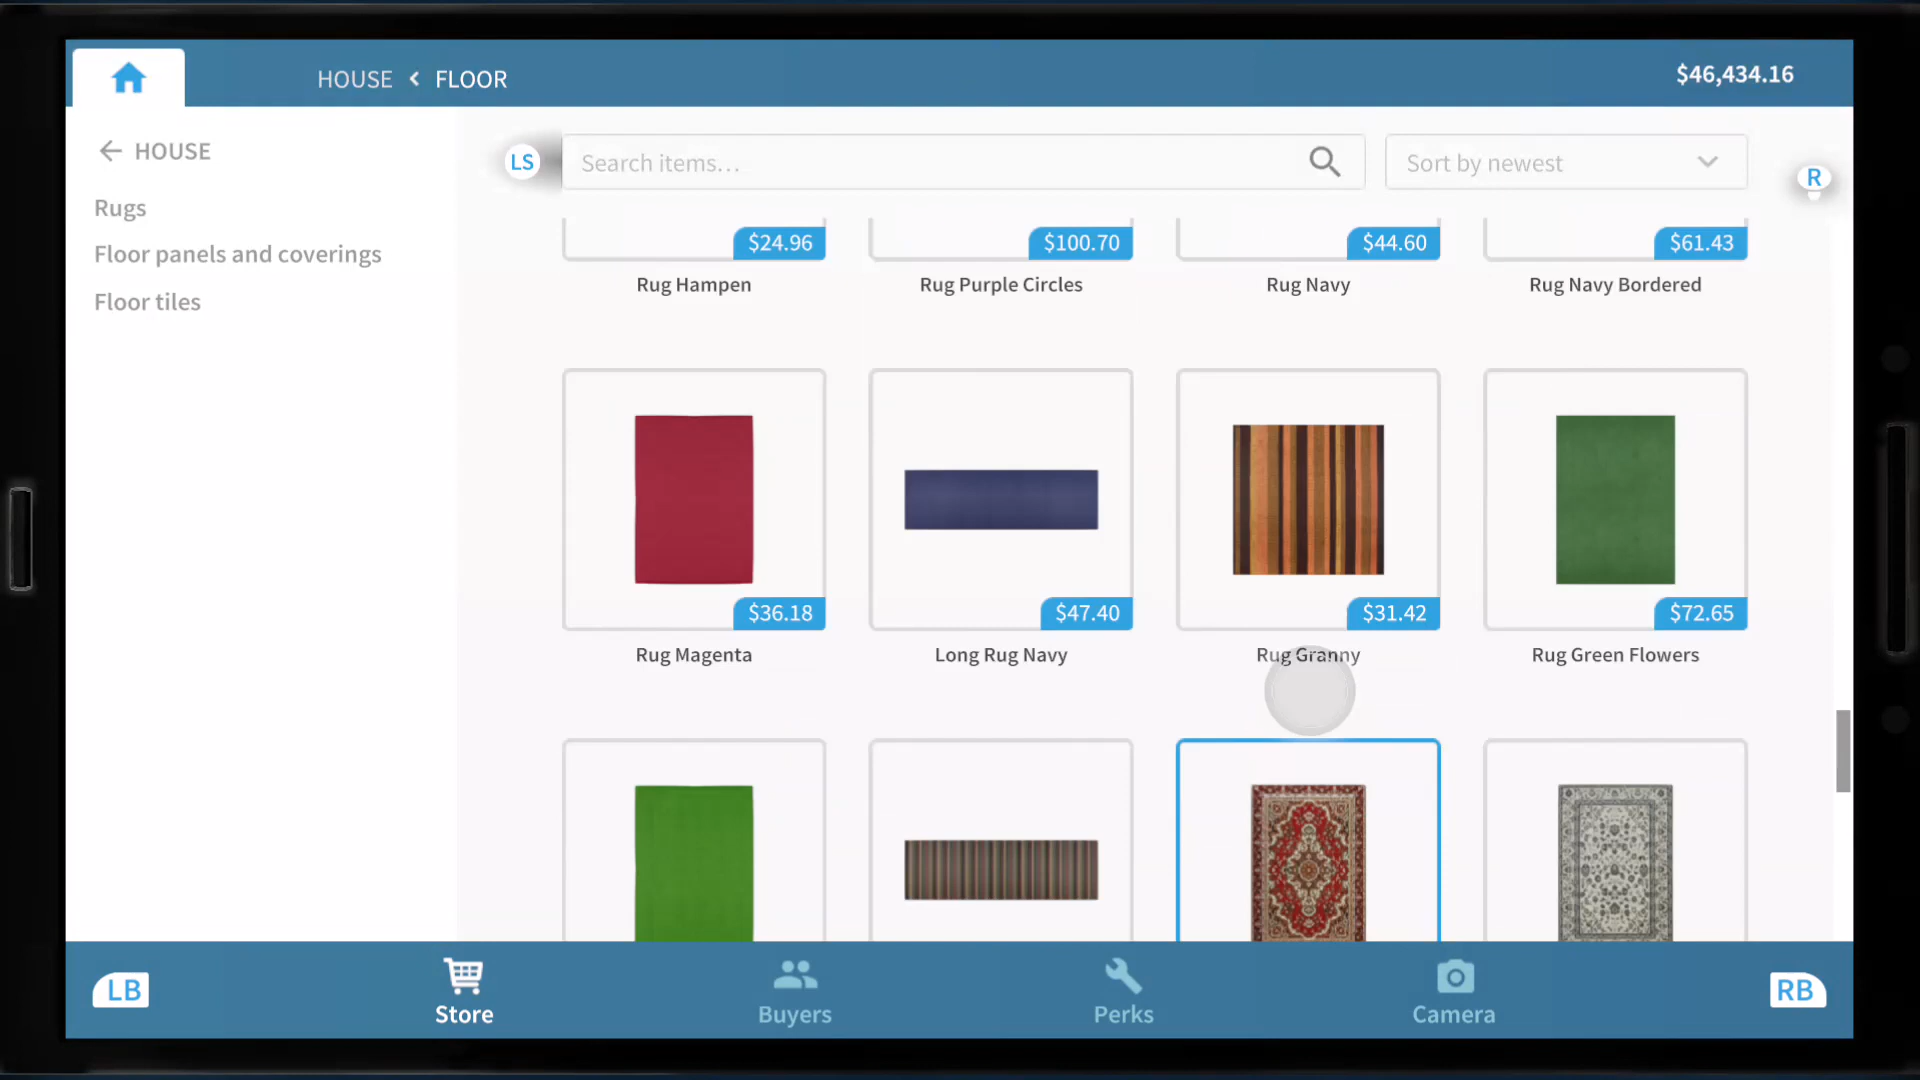 HOUSE < FLOOR
$46,434.16
HOUSE
Rugs
Floor panels and coverings
Floor tiles
LS
Search items...
Sort by newest
R
$24.96
$100.70
$44.60
$61.43
Rug Hampen
Rug Purple Circles
Rug Navy
Rug Navy Bordered
$36.18
$47.40
$31.42
$72.65
Rug Magenta
Long Rug Navy
Rug Granny
Rug Green Flowers
LB
Store
Buyers
Perks
Camera
RB